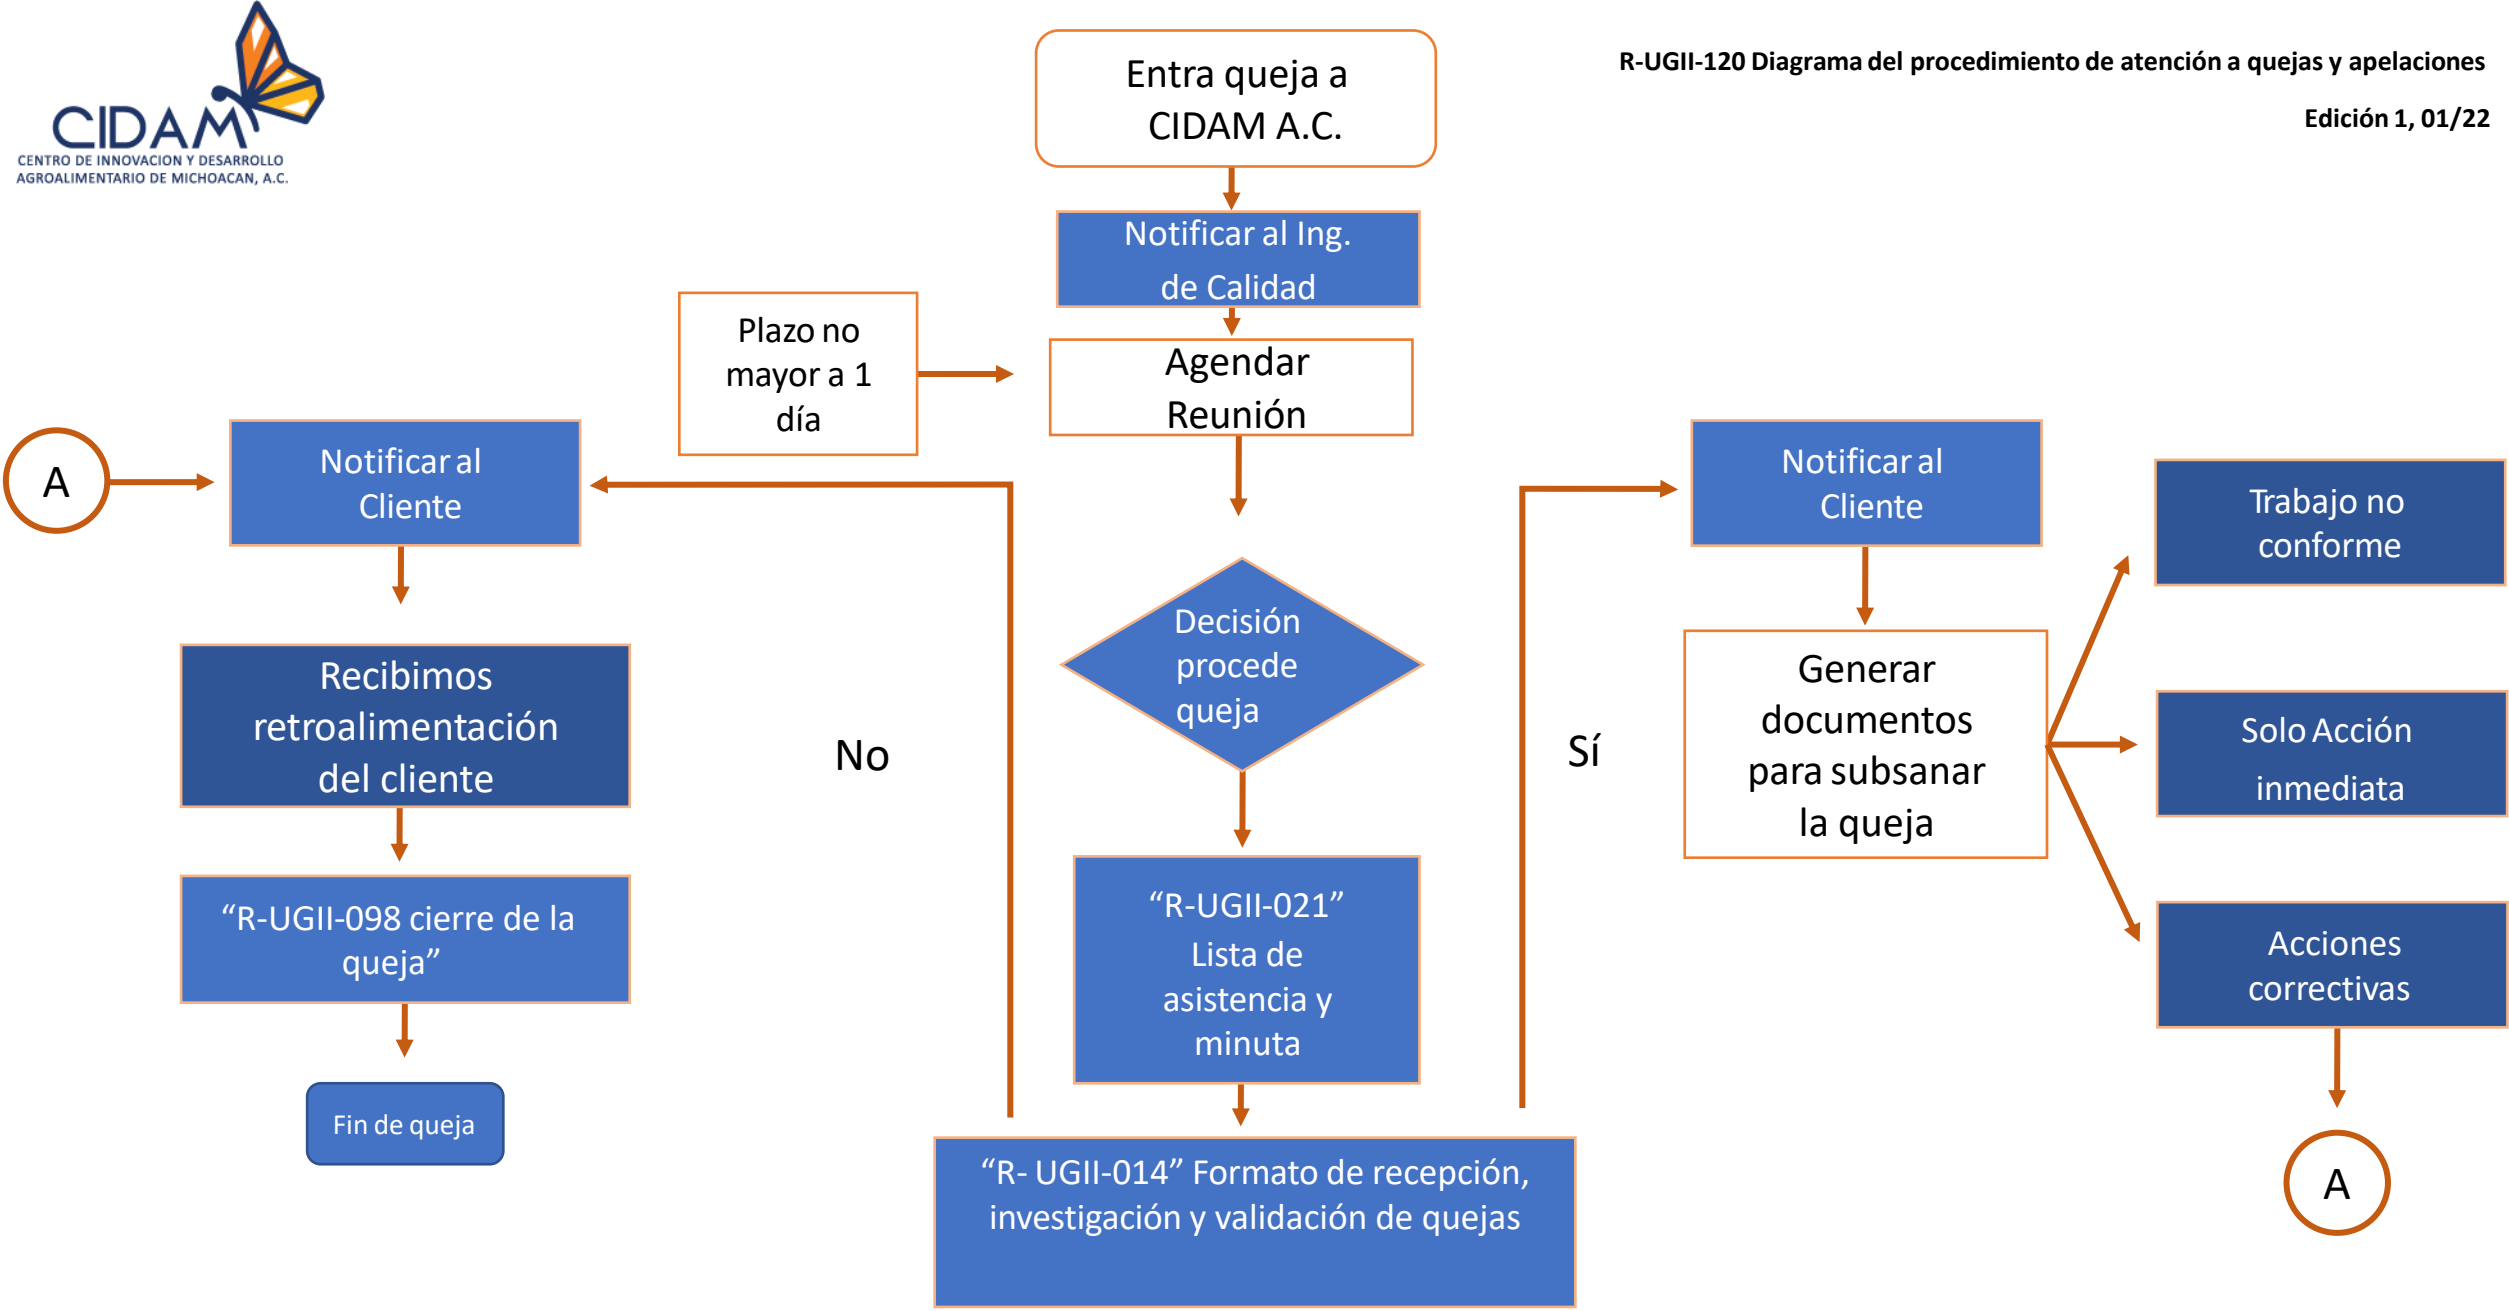 CIDAM
CENTRO DE INNOVACION Y DESARROLLO
AGROALIMENTARIO DE MICHOACAN, A.C.
R-UGII-120 Diagrama del procedimiento de atención a quejas y apelaciones
Edición 1, 01/22
Entra queja a
CIDAM A.C.
Notificar al Ing.
de Calidad
Plazo no
mayor a 1
día
Agendar
Reunión
A
Notificar al
Cliente
Recibimos
retroalimentación
del cliente
"R-UGII-098 cierre de la
queja”
Fin de queja
No
Decisión
procede
queja
“R-UGII-021”
Lista de
asistencia y
minuta
“R- UGII-014” Formato de recepción,
investigación y validación de quejas
Sí
Notificar al
Cliente
Generar
documentos
para subsanar
la queja
Trabajo no
conforme
Solo Acción
inmediata
Acciones
correctivas
A